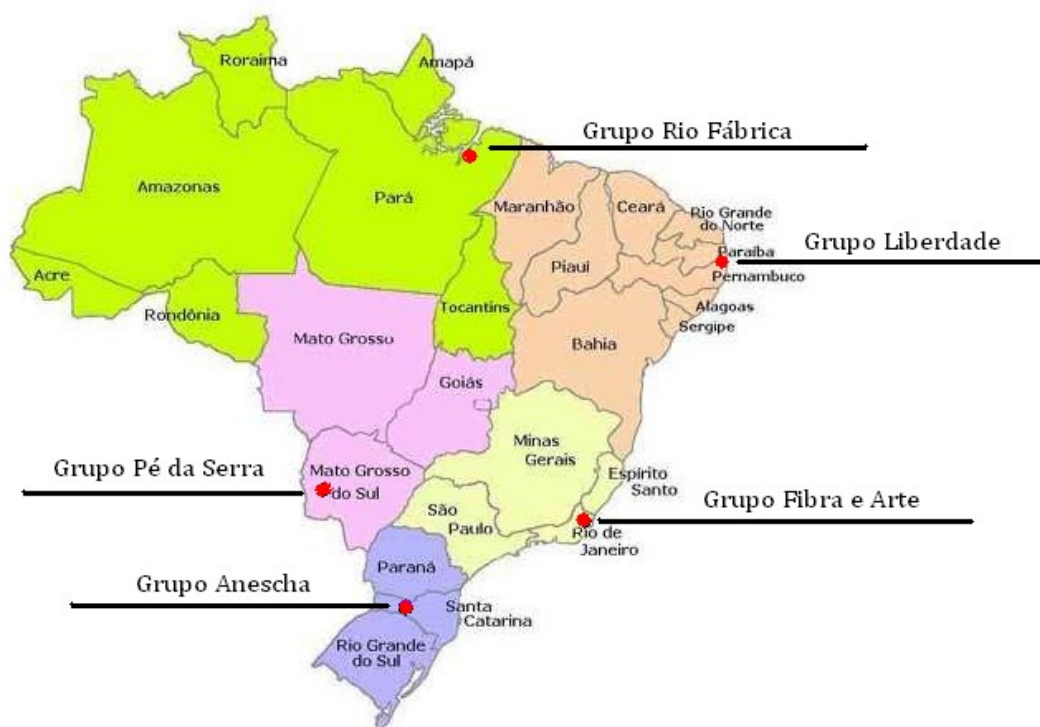 Roraima
Amapá
Grupo Rio Fábrica
Amazonas
Pará
Maranhão
Ceará
Rio Grande
do Norte
Paraíba
Grupo Liberdade
Acre
Piaui
Pernambuco
Rondônia
Tocantins
Alagoas
Sergipe
Mato Grosso
Bahia
Goiás
Minas
Gerais
Grupo Pé da Serra
Mato Grosso
do Sul
Espírito
Santo
Grupo Fibra e Arte
São
Paulo
Rio de
Janeiro
Paraná
Grupo Anescha
Santa
Catarina
Rio Grande
do Sul